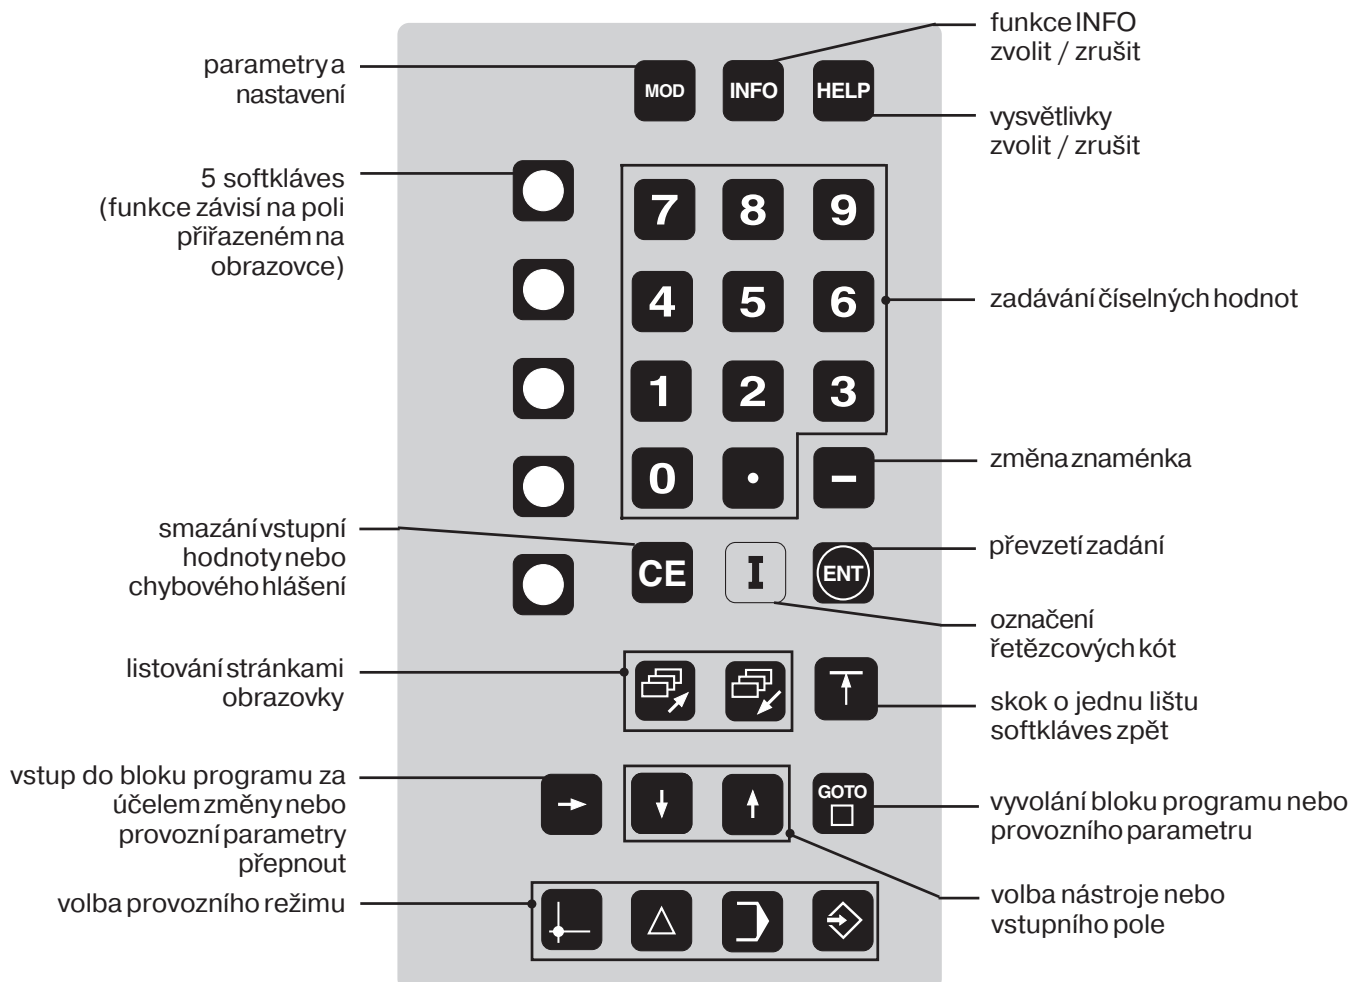 funkce INFO
zvolit / zrušit
parametry a
nastavení
MOD
INFO
HELP
vysvětlivky
zvolit / zrušit
5 softkláves
(funkce závisí na poli
přiřazeném na
obrazovce)
7 8 9
4 5 6
zadávání číselných hodnot
1 2 3
0 . –
změna znaménka
smazání vstupní
hodnoty nebo
chybového hlášení
CE I ENT
převzetí zadání
označení
řetězcových kót
listování stránkami
obrazovky
skok o jednu lištu
softkláves zpět
vstup do bloku programu za
účelem změny nebo
provozní parametry
přepnout
GOTO
vyvolání bloku programu nebo
provozního parametru
volba provozního režimu
volba nástroje nebo
vstupního pole